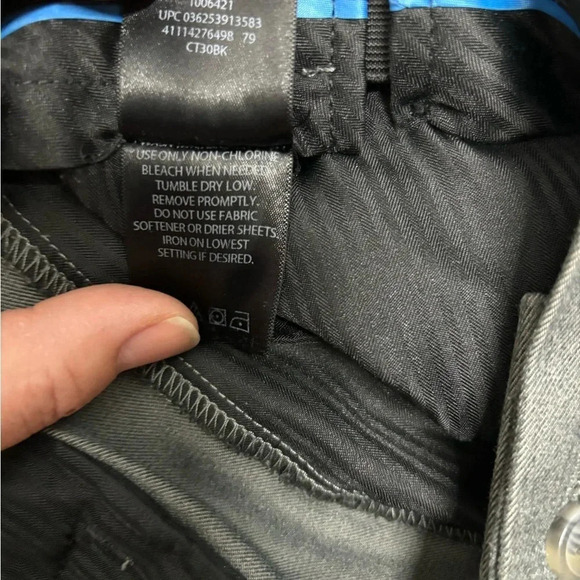 1006421
UPC 036253913583
41114276498 79
CT30BK
USE ONLY NON-CHLORINE
BLEACH WHEN NEEDED.
TUMBLE DRY LOW.
REMOVE PROMPTLY.
DO NOT USE FABRIC
SOFTENER OR DRIER SHEETS.
IRON ON LOWEST
SETTING IF DESIRED.